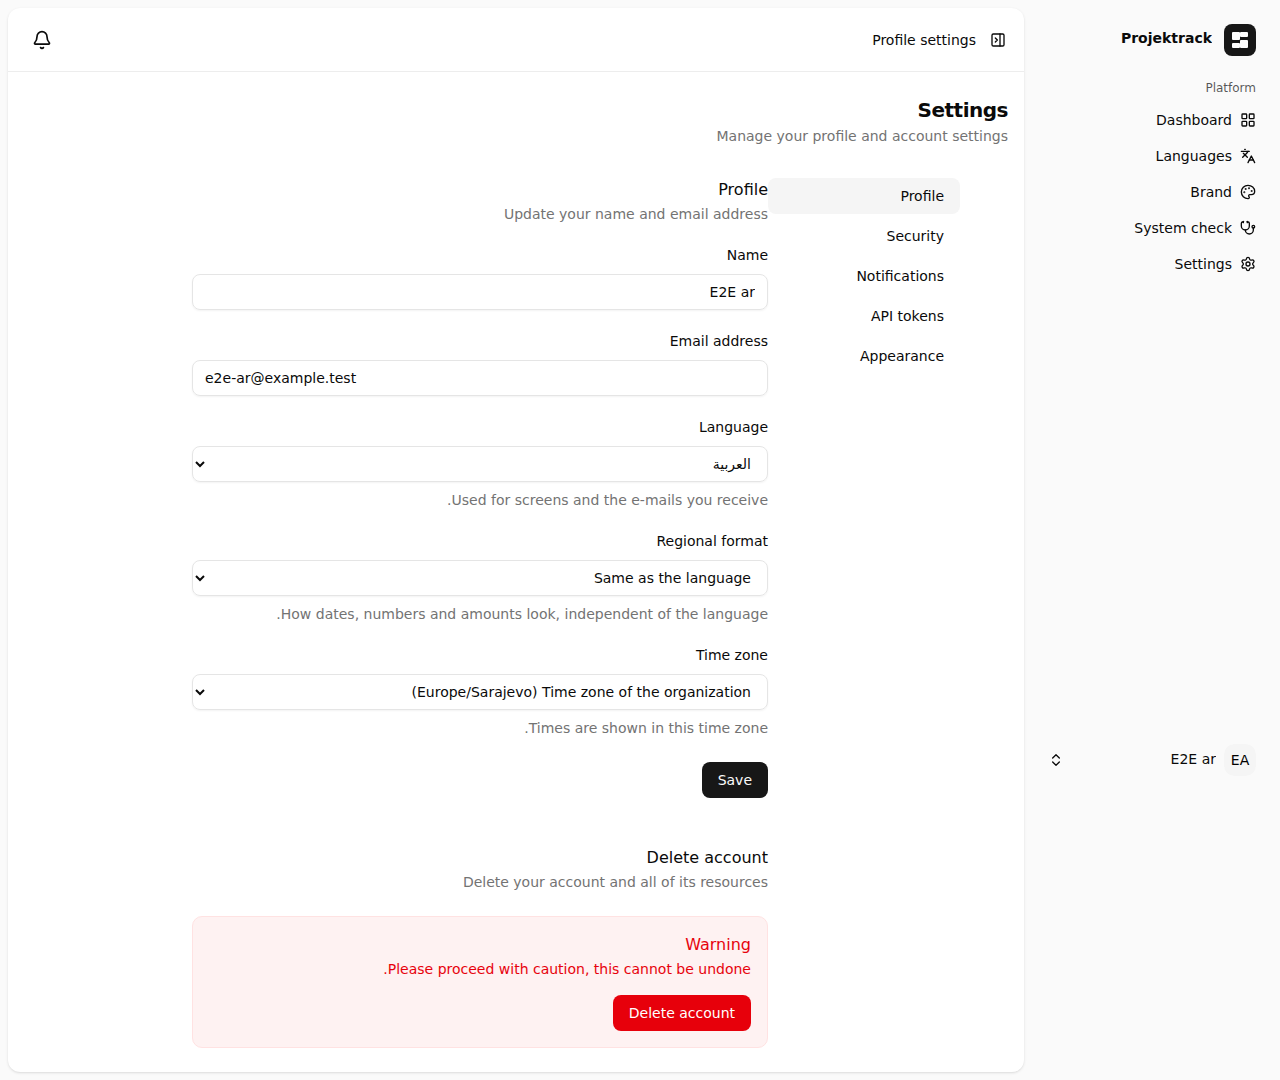 Projektrack
Platform
Dashboard
Languages
Brand
System check
Settings
E2E ar
EA
Profile settings
Settings
Manage your profile and account settings
Profile
Security
Notifications
API tokens
Appearance
Profile
Update your name and email address
Name
E2E ar
Email address
e2e-ar@example.test
Language
العربية
.Used for screens and the e-mails you receive
Regional format
Same as the language
.How dates, numbers and amounts look, independent of the language
Time zone
(Europe/Sarajevo) Time zone of the organization
.Times are shown in this time zone
Save
Delete account
Delete your account and all of its resources
Warning
.Please proceed with caution, this cannot be undone
Delete account